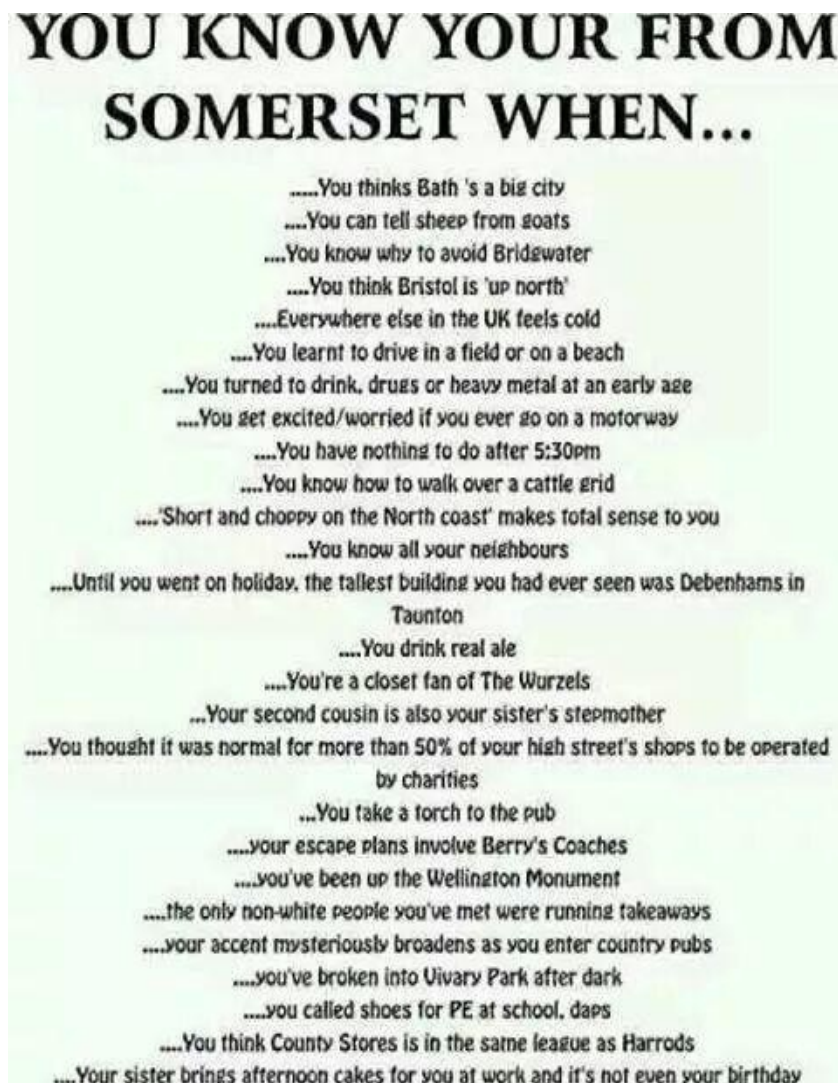 YOU KNOW YOUR FROM
SOMERSET WHEN...
.....You thinks Bath 's a big city
....You can tell sheep from goats
....You know why to avoid Bridgwater
....You think Bristol is 'up north'
....Everywhere else in the UK feels cold
....You learnt to drive in a field or on a beach
....You turned to drink, drugs or heavy metal at an early age
....You get excited/worried if you ever go on a motorway
....You have nothing to do after 5:30pm
....You know how to walk over a cattle grid
....'Short and choppy on the North coast' makes total sense to you
....You know all your neighbours
....Until you went on holiday, the tallest building you had ever seen was Debenhams in
Taunton
....You drink real ale
....You're a closet fan of The Wurzels
...Your second cousin is also your sister's stepmother
....You thought it was normal for more than 50% of your high street's shops to be operated
by charities
...You take a torch to the pub
....your escape plans involve Berry's Coaches
....you've been up the Wellington Monument
....the only non-white people you've met were running takeaways
....your accent mysteriously broadens as you enter country pubs
....you've broken into Vivary Park after dark
....you called shoes for PE at school, daps
....You think County Stores is in the same league as Harrods
....Your sister brings afternoon cakes for you at work and it's not even your birthday